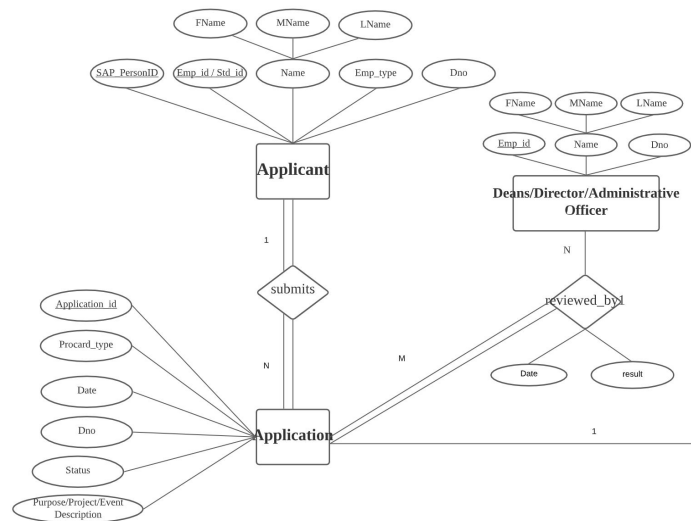 FName
MName
LName
SAP_PersonID
Emp_id / Std_id
Name
Emp_type
Dno
FName
MName
LName
Emp_id
Name
Dno
Applicant
Deans/Director/Administrative
Officer
1
N
submits
reviewed_by1
Application_id
Procard_type
Date
Dno
Status
Purpose/Project/Event
Description
N
M
Date
result
Application
1